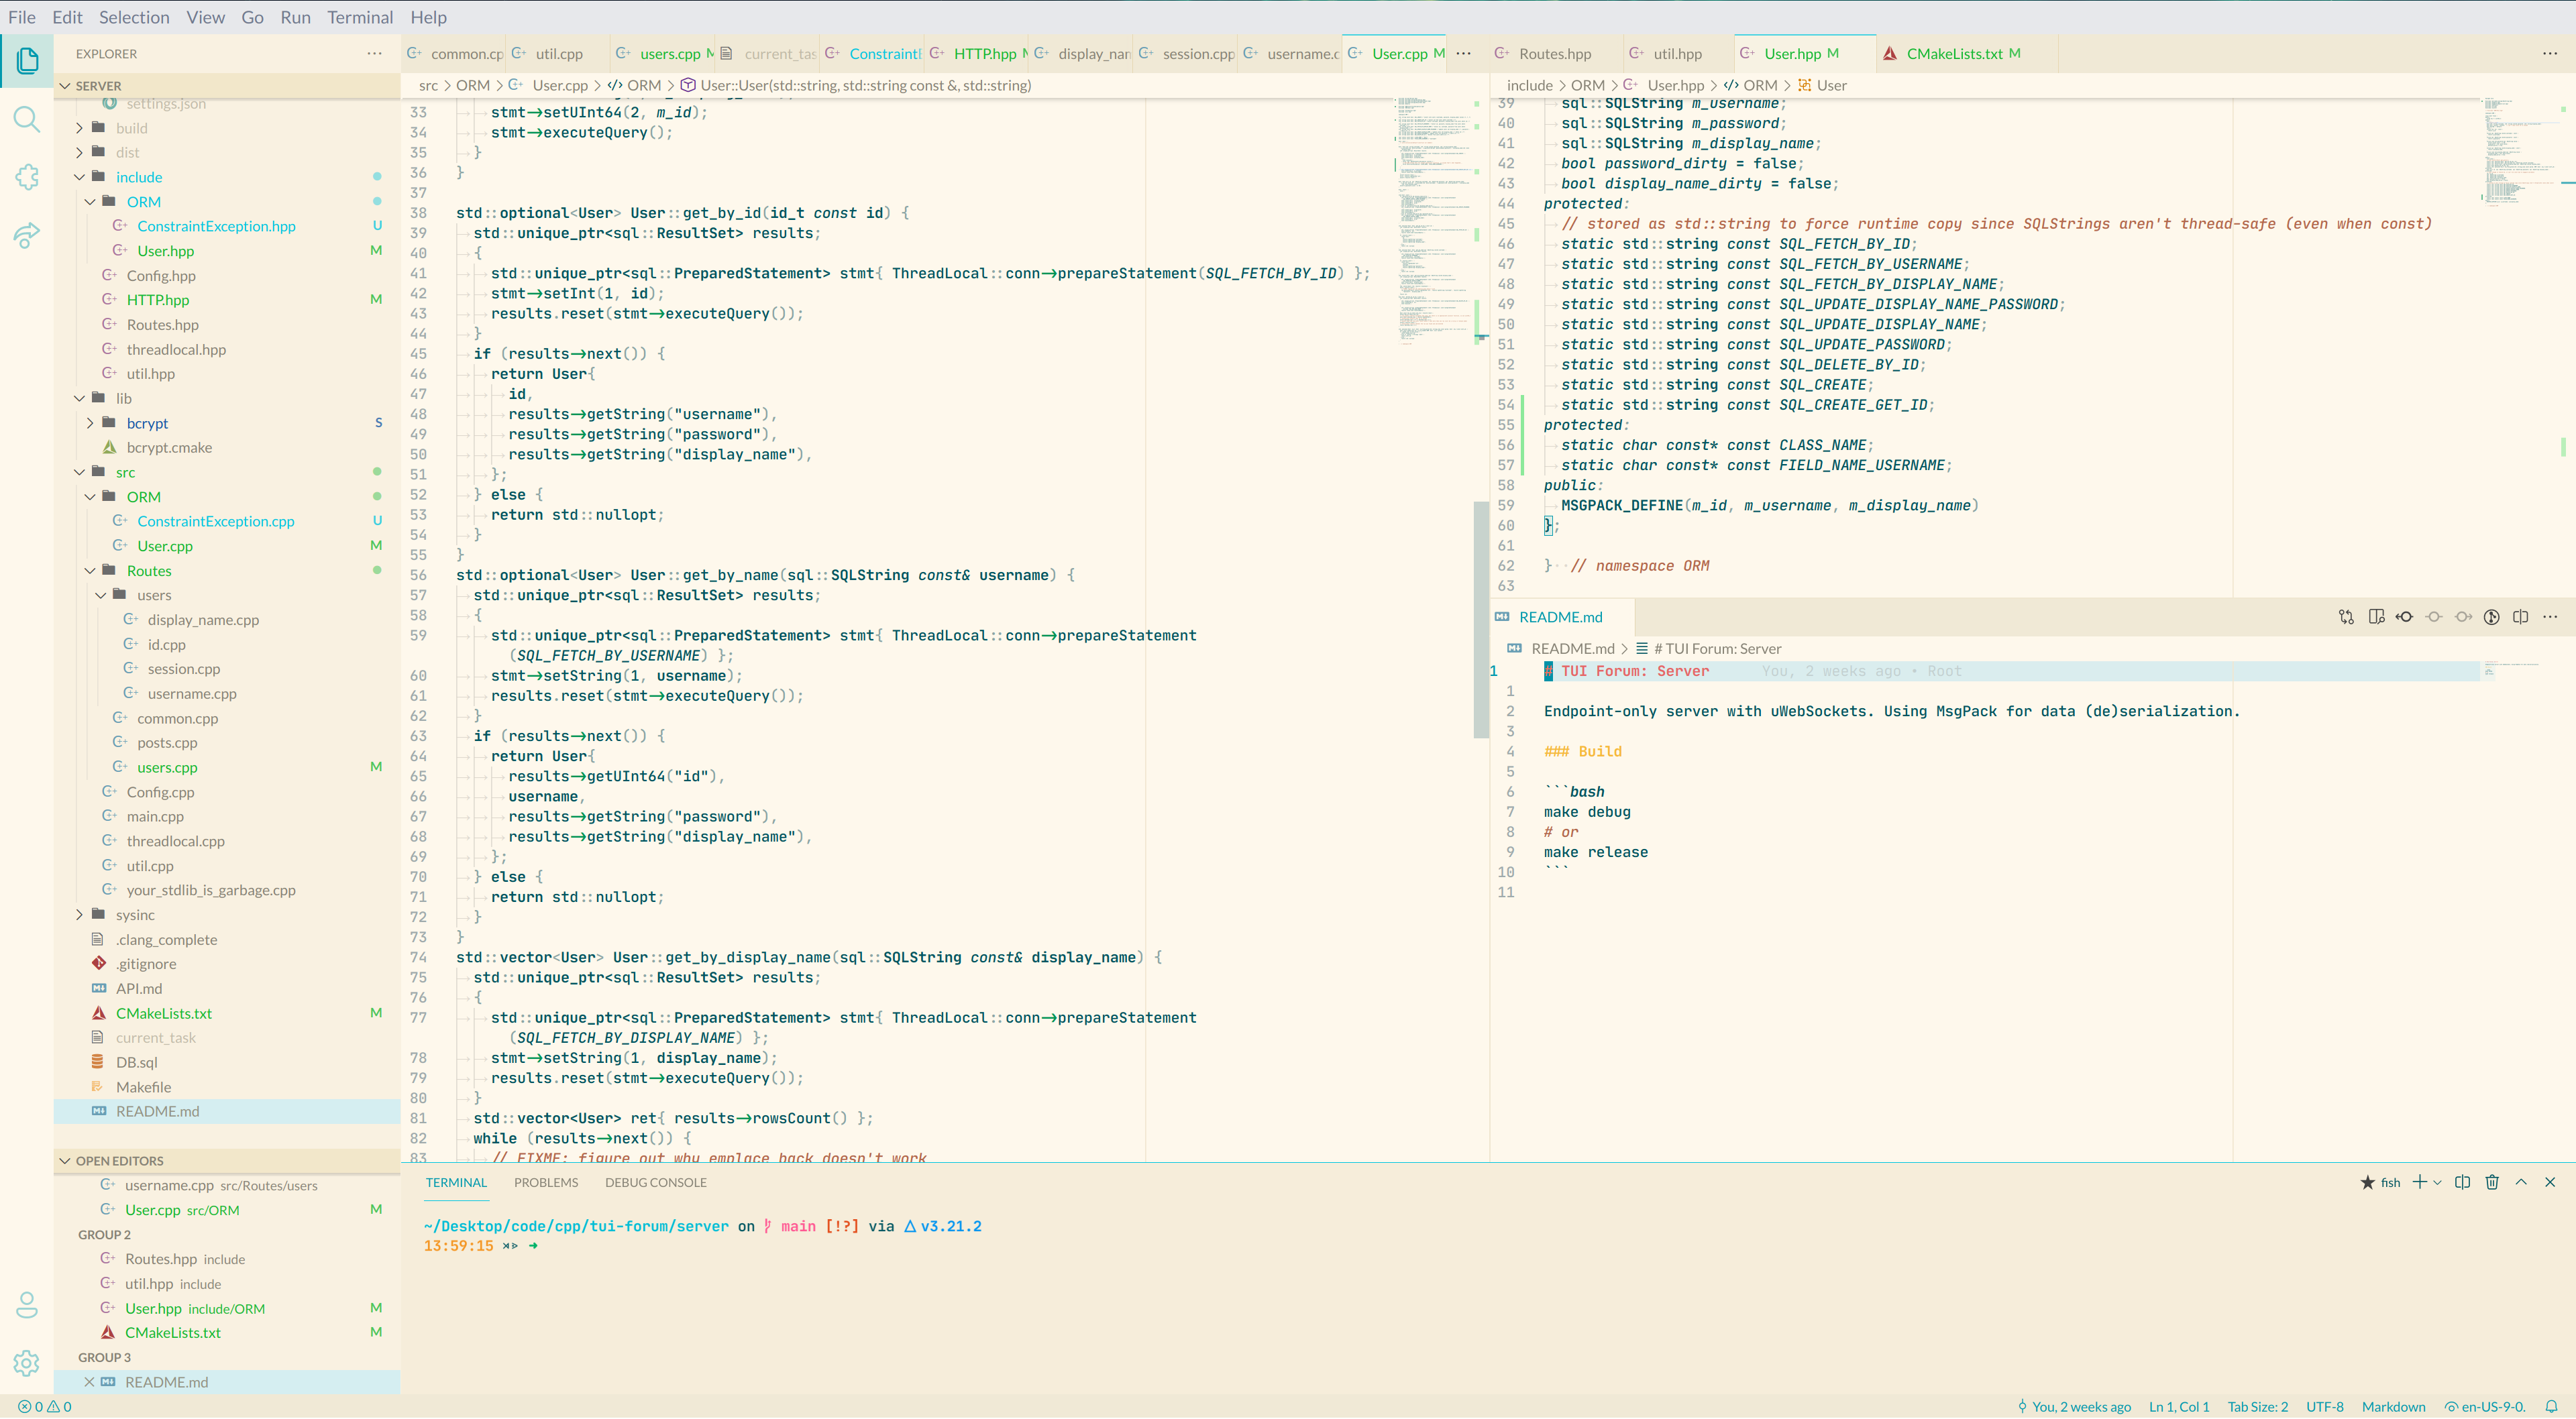 File Edit Selection View Go Run Terminal Help
EXPLORER
SERVER
settings.json
build
dist
include
ORM
ConstraintException.hpp U
User.hpp M
Config.hpp
HTTP.hpp M
Routes.hpp
threadlocal.hpp
util.hpp
lib
bcrypt S
bcrypt.cmake
src
ORM
ConstraintException.cpp U
User.cpp M
Routes
users
display_name.cpp
id.cpp
session.cpp
username.cpp
common.cpp
posts.cpp
users.cpp M
Config.cpp
main.cpp
threadlocal.cpp
util.cpp
your_stdlib_is_garbage.cpp
sysinc
.clang_complete
.gitignore
API.md
CMakeLists.txt M
current_task
DB.sql
Makefile
README.md
OPEN EDITORS
username.cpp src/Routes/users
User.cpp src/ORM M
GROUP 2
Routes.hpp include
util.hpp include
User.hpp include/ORM M
CMakeLists.txt M
GROUP 3
README.md
common.cp util.cpp users.cpp M current_tas Constraint HTTP.hpp M display_nam session.cpp username.c User.cpp M ···
src > ORM > User.cpp > ORM > User::User(std::string, std::string const &, std::string)
33 stmt->setUInt64(2, m_id);
34 stmt->executeQuery();
35 }
36 }
37
38 std::optional<User> User::get_by_id(id_t const id) {
39 std::unique_ptr<sql::ResultSet> results;
40 {
41 std::unique_ptr<sql::PreparedStatement> stmt{ ThreadLocal::conn->prepareStatement(SQL_FETCH_BY_ID) };
42 stmt->setInt(1, id);
43 results.reset(stmt->executeQuery());
44 }
45 if (results->next()) {
46 return User{
47 id,
48 results->getString("username"),
49 results->getString("password"),
50 results->getString("display_name"),
51 };
52 } else {
53 return std::nullopt;
54 }
55 }
56 std::optional<User> User::get_by_name(sql::SQLString const& username) {
57 std::unique_ptr<sql::ResultSet> results;
58 {
59 std::unique_ptr<sql::PreparedStatement> stmt{ ThreadLocal::conn->prepareStatement
(SQL_FETCH_BY_USERNAME) };
60 stmt->setString(1, username);
61 results.reset(stmt->executeQuery());
62 }
63 if (results->next()) {
64 return User{
65 results->getUInt64("id"),
66 username,
67 results->getString("password"),
68 results->getString("display_name"),
69 };
70 } else {
71 return std::nullopt;
72 }
73 }
74 std::vector<User> User::get_by_display_name(sql::SQLString const& display_name) {
75 std::unique_ptr<sql::ResultSet> results;
76 {
77 std::unique_ptr<sql::PreparedStatement> stmt{ ThreadLocal::conn->prepareStatement
(SQL_FETCH_BY_DISPLAY_NAME) };
78 stmt->setString(1, display_name);
79 results.reset(stmt->executeQuery());
80 }
81 std::vector<User> ret{ results->rowsCount() };
82 while (results->next()) {
83 // FIXME: figure out why emplace_back doesn't work
Routes.hpp util.hpp User.hpp M CMakeLists.txt M ···
include > ORM > User.hpp > ORM > User
39 sql::SQLString m_username;
40 sql::SQLString m_password;
41 sql::SQLString m_display_name;
42 bool password_dirty = false;
43 bool display_name_dirty = false;
44 protected:
45 // stored as std::string to force runtime copy since SQLStrings aren't thread-safe (even when const)
46 static std::string const SQL_FETCH_BY_ID;
47 static std::string const SQL_FETCH_BY_USERNAME;
48 static std::string const SQL_FETCH_BY_DISPLAY_NAME;
49 static std::string const SQL_UPDATE_DISPLAY_NAME_PASSWORD;
50 static std::string const SQL_UPDATE_DISPLAY_NAME;
51 static std::string const SQL_UPDATE_PASSWORD;
52 static std::string const SQL_DELETE_BY_ID;
53 static std::string const SQL_CREATE;
54 static std::string const SQL_CREATE_GET_ID;
55 protected:
56 static char const* const CLASS_NAME;
57 static char const* const FIELD_NAME_USERNAME;
58 public:
59 MSGPACK_DEFINE(m_id, m_username, m_display_name)
60 };
61
62 } // namespace ORM
63
README.md
README.md > # TUI Forum: Server
1 # TUI Forum: Server You, 2 weeks ago • Root
1
2 Endpoint-only server with uWebSockets. Using MsgPack for data (de)serialization.
3
4 ### Build
5
6 ```bash
7 make debug
8 # or
9 make release
10 ```
11
TERMINAL PROBLEMS DEBUG CONSOLE fish
~/Desktop/code/cpp/tui-forum/server on main [!?] via △ v3.21.2
13:59:15 ➜
0 0 You, 2 weeks ago Ln 1, Col 1 Tab Size: 2 UTF-8 Markdown en-US-9-0.